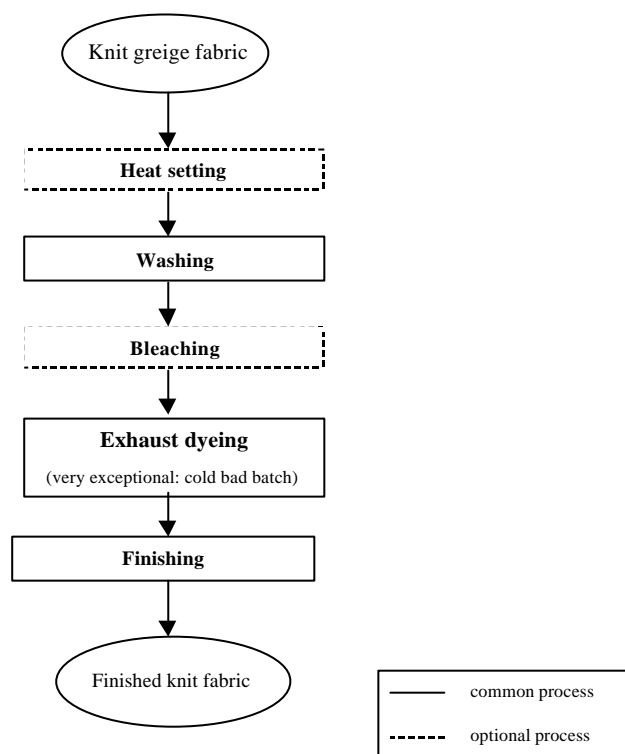 Knit greige fabric
Heat setting
Washing
Bleaching
Exhaust dyeing
(very exceptional: cold bad batch)
Finishing
Finished knit fabric
common process
optional process